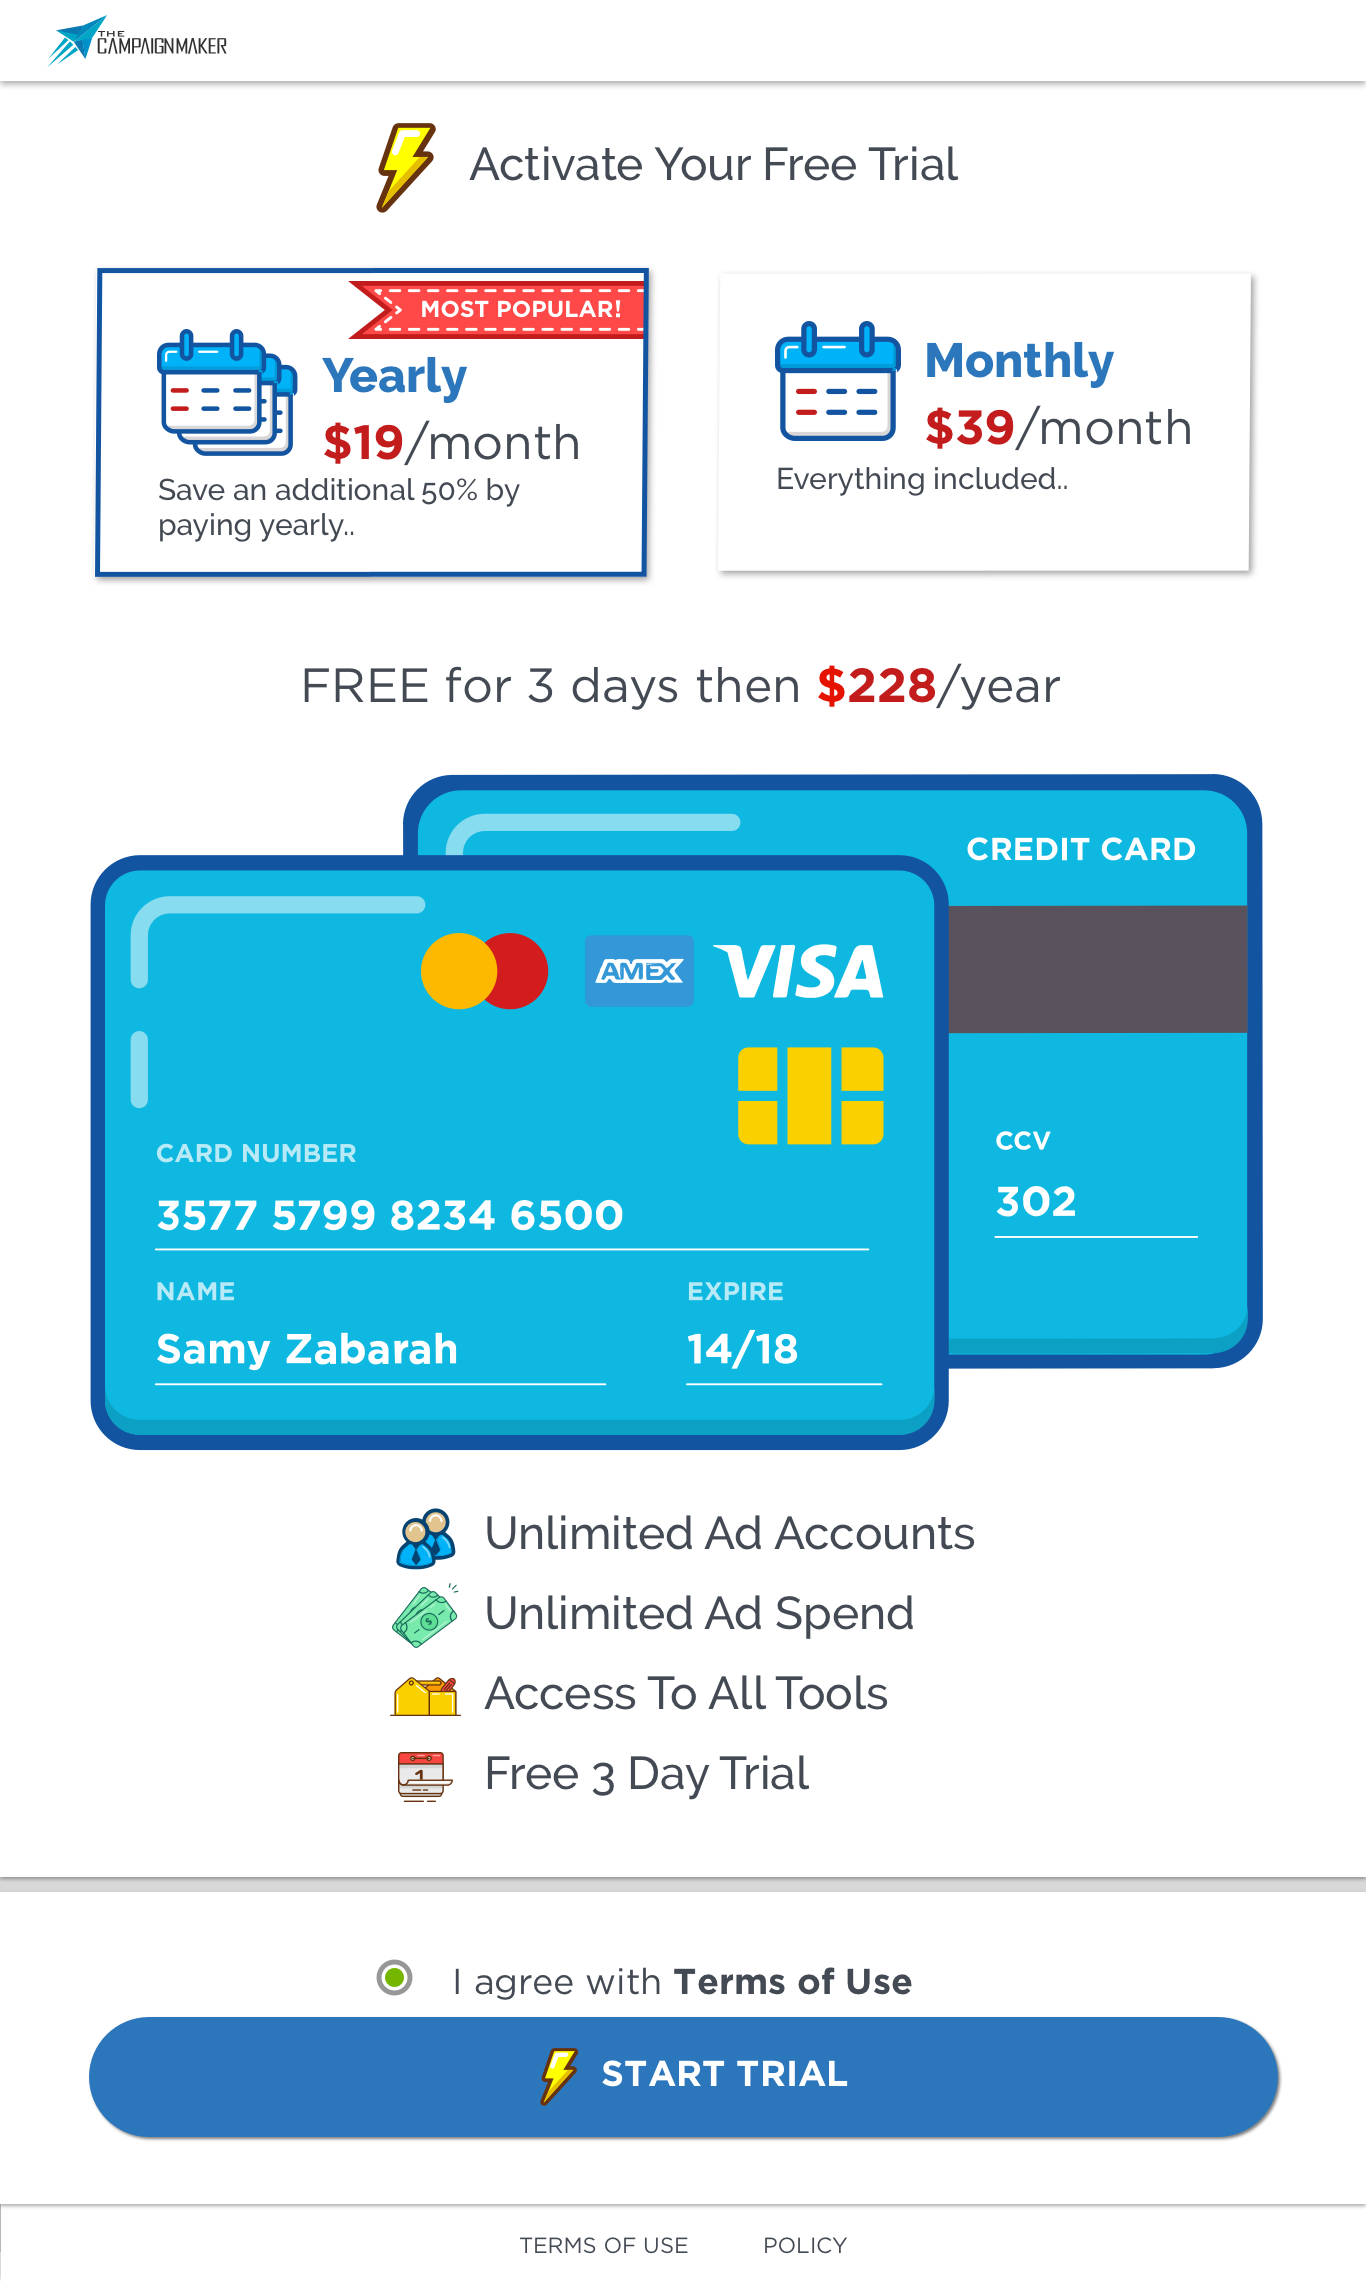 THE
CAMPAIGNMAKER
Activate Your Free Trial
MOST POPULAR!
Yearly
$19/month
Save an additional 50% by
paying yearly..
Monthly
$39/month
Everything included..
FREE for 3 days then $228/year
CREDIT CARD
AMEX
VISA
CARD NUMBER
3577 5799 8234 6500
NAME
Samy Zabarah
EXPIRE
14/18
CCV
302
Unlimited Ad Accounts
Unlimited Ad Spend
Access To All Tools
1
Free 3 Day Trial
I agree with Terms of Use
START TRIAL
TERMS OF USE
POLICY